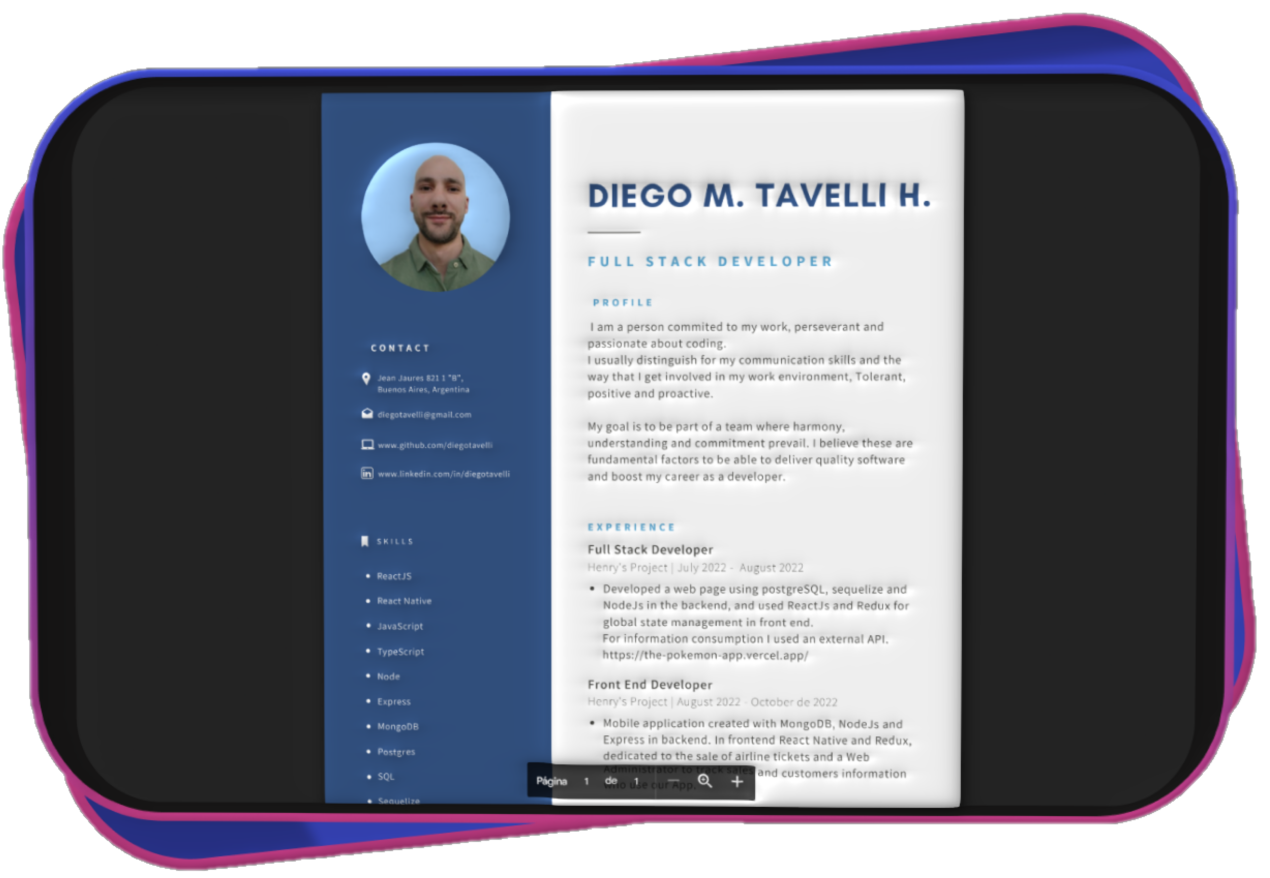 CONTACT
Jean Jaures 821 1 "B",
Buenos Aires, Argentina
diegotavelli@gmail.com
www.github.com/diegotavelli
www.linkedin.com/in/diegotavelli
SKILLS
• ReactJS
• React Native
• JavaScript
• TypeScript
• Node
• Express
• MongoDB
• Postgres
• SQL
• Sequelize
DIEGO M. TAVELLI H.
FULL STACK DEVELOPER
PROFILE
I am a person commited to my work, perseverant and
passionate about coding.
I usually distinguish for my communication skills and the
way that I get involved in my work environment, Tolerant,
positive and proactive.
My goal is to be part of a team where harmony,
understanding and commitment prevail. I believe these are
fundamental factors to be able to deliver quality software
and boost my career as a developer.
EXPERIENCE
Full Stack Developer
Henry's Project | July 2022 - August 2022
• Developed a web page using postgreSQL, sequelize and
NodeJs in the backend, and used ReactJs and Redux for
global state management in front end.
For information consumption I used an external API.
https://the-pokemon-app.vercel.app/
Front End Developer
Henry's Project | August 2022 - October de 2022
• Mobile application created with MongoDB, NodeJs and
Express in backend. In frontend React Native and Redux,
dedicated to the sale of airline tickets and a Web
Administrator to track sales and customers information
who use our App.
Página 1 de 1